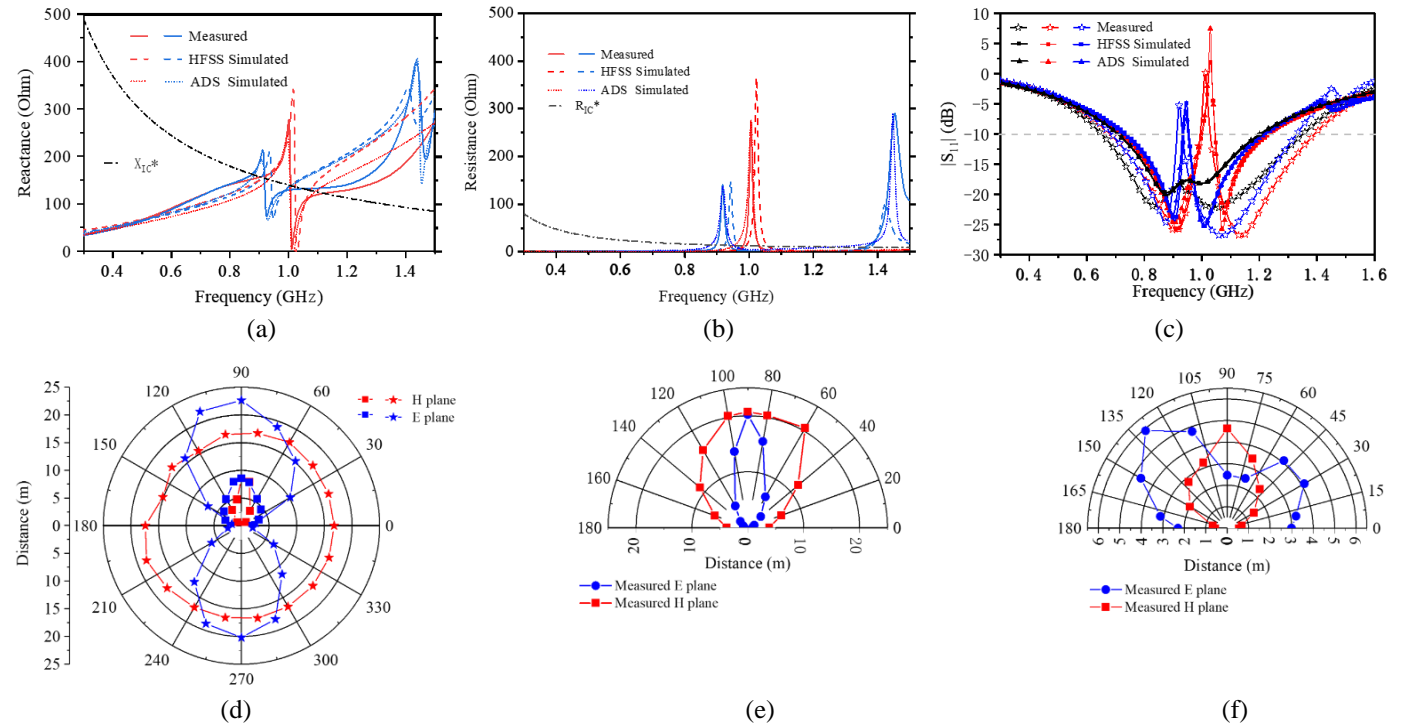 500
400
300
200
100
0
Reactance (Ohm)
Measured
HFSS Simulated
ADS Simulated
X_IC*
0.4 0.6 0.8 1.0 1.2 1.4
Frequency (GHz)
(a)
500
400
300
200
100
0
Resistance (Ohm)
Measured
HFSS Simulated
ADS Simulated
R_IC*
0.4 0.6 0.8 1.0 1.2 1.4
Frequency (GHz)
(b)
10
5
0
−5
−10
−15
−20
−25
−30
|S11| (dB)
Measured
HFSS Simulated
ADS Simulated
0.4 0.6 0.8 1.0 1.2 1.4 1.6
Frequency (GHz)
(c)
25
20
15
10
5
0
5
10
15
20
25
Distance (m)
90
120 60
150 30
180 0
210 330
240 300
270
H plane
E plane
(d)
100 80
120 60
140 40
160 20
180 0
20 10 0 10 20
Distance (m)
Measured E plane
Measured H plane
(e)
90
105 75
120 60
135 45
150 30
165 15
180 0
6 5 4 3 2 1 0 1 2 3 4 5 6
Distance (m)
Measured E plane
Measured H plane
(f)